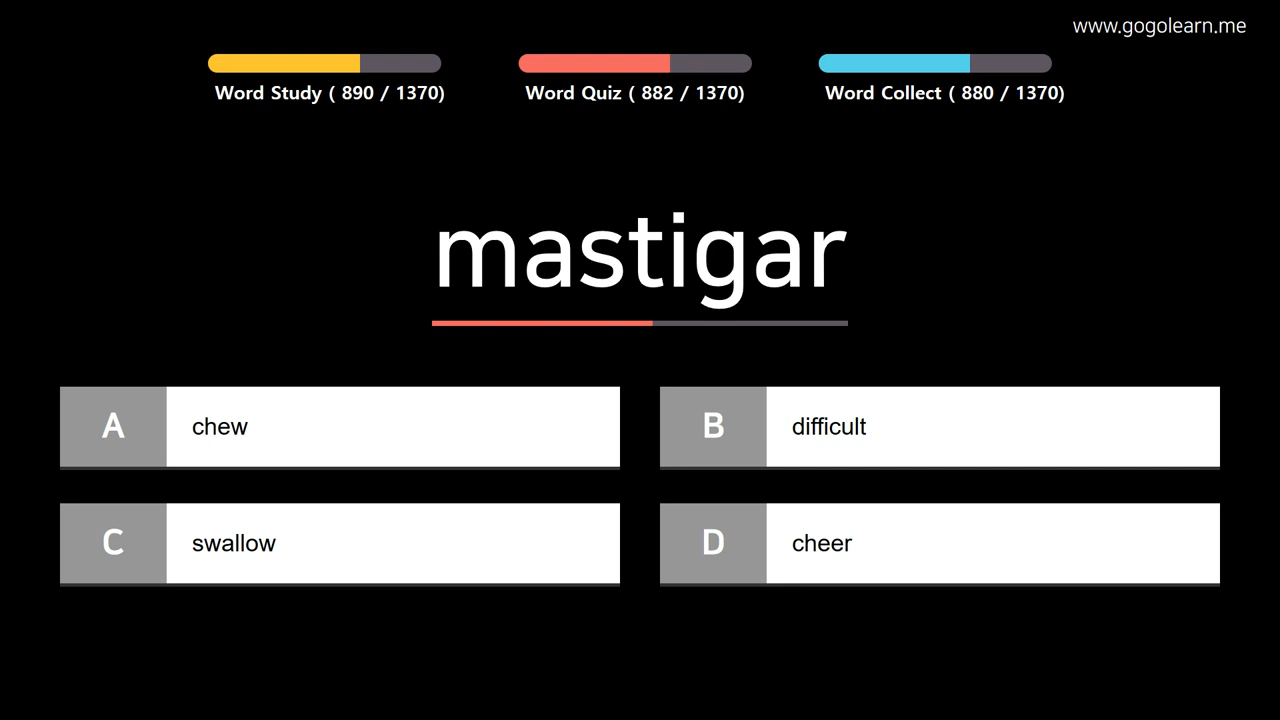 www.gogolearn.me
Word Study ( 890 / 1370)
Word Quiz ( 882 / 1370)
Word Collect ( 880 / 1370)
mastigar
A chew
B difficult
C swallow
D cheer